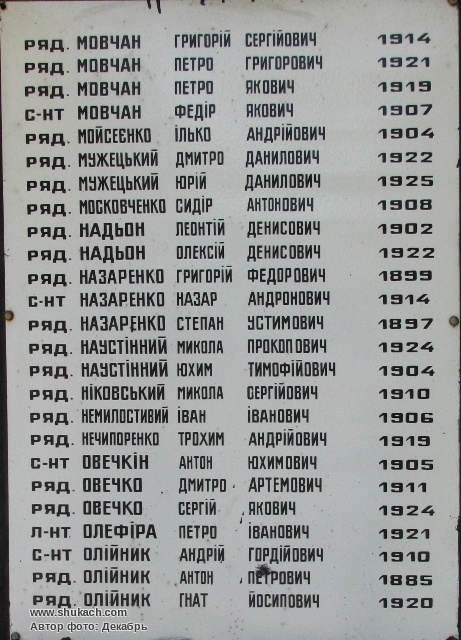 РЯД. МОВЧАН ГРИГОРІЙ СЕРГІЙОВИЧ 1914
РЯД. МОВЧАН ПЕТРО ГРИГОРОВИЧ 1921
РЯД. МОВЧАН ПЕТРО ЯКОВИЧ 1919
С-НТ МОВЧАН ФЕДІР ЯКОВИЧ 1907
РЯД. МОЙСЕЄНКО ІЛЬКО АНДРІЙОВИЧ 1904
РЯД. МУЖЕЦЬКИЙ ДМИТРО ДАНИЛОВИЧ 1922
РЯД. МУЖЕЦЬКИЙ ЮРІЙ ДАНИЛОВИЧ 1925
РЯД. МОСКОВЧЕНКО СИДІР АНТОНОВИЧ 1908
РЯД. НАДЬОН ЛЕОНТІЙ ДЕНИСОВИЧ 1902
РЯД. НАДЬОН ОЛЕКСІЙ ДЕНИСОВИЧ 1922
РЯД. НАЗАРЕНКО ГРИГОРІЙ ФЕДОРОВИЧ 1899
С-НТ НАЗАРЕНКО НАЗАР АНДРОНОВИЧ 1914
РЯД. НАЗАРЕНКО СТЕПАН УСТИМОВИЧ 1897
РЯД. НАУСТІННИЙ МИКОЛА ПРОКОПОВИЧ 1924
РЯД. НАУСТІННИЙ ЮХИМ ТИМОФІЙОВИЧ 1904
РЯД. НІКОВСЬКИЙ МИКОЛА СЕРГІЙОВИЧ 1910
РЯД. НЕМИЛОСТИВИЙ ІВАН ІВАНОВИЧ 1906
РЯД. НЕЧИПОРЕНКО ТРОХИМ АНДРІЙОВИЧ 1919
С-НТ ОВЕЧКІН АНТОН ЮХИМОВИЧ 1905
РЯД. ОВЕЧКО ДМИТРО АРТЕМОВИЧ 1911
РЯД. ОВЕЧКО СЕРГІЙ ЯКОВИЧ 1924
Л-НТ ОЛЕФІРА ПЕТРО ІВАНОВИЧ 1921
С-НТ ОЛІЙНИК АНДРІЙ ГОРДІЙОВИЧ 1910
РЯД. ОЛІЙНИК АНТОН ПЕТРОВИЧ 1885
РЯД. ОЛІЙНИК ГНАТ ЙОСИПОВИЧ 1920
www.shukach.com
Автор фото: Декабрь